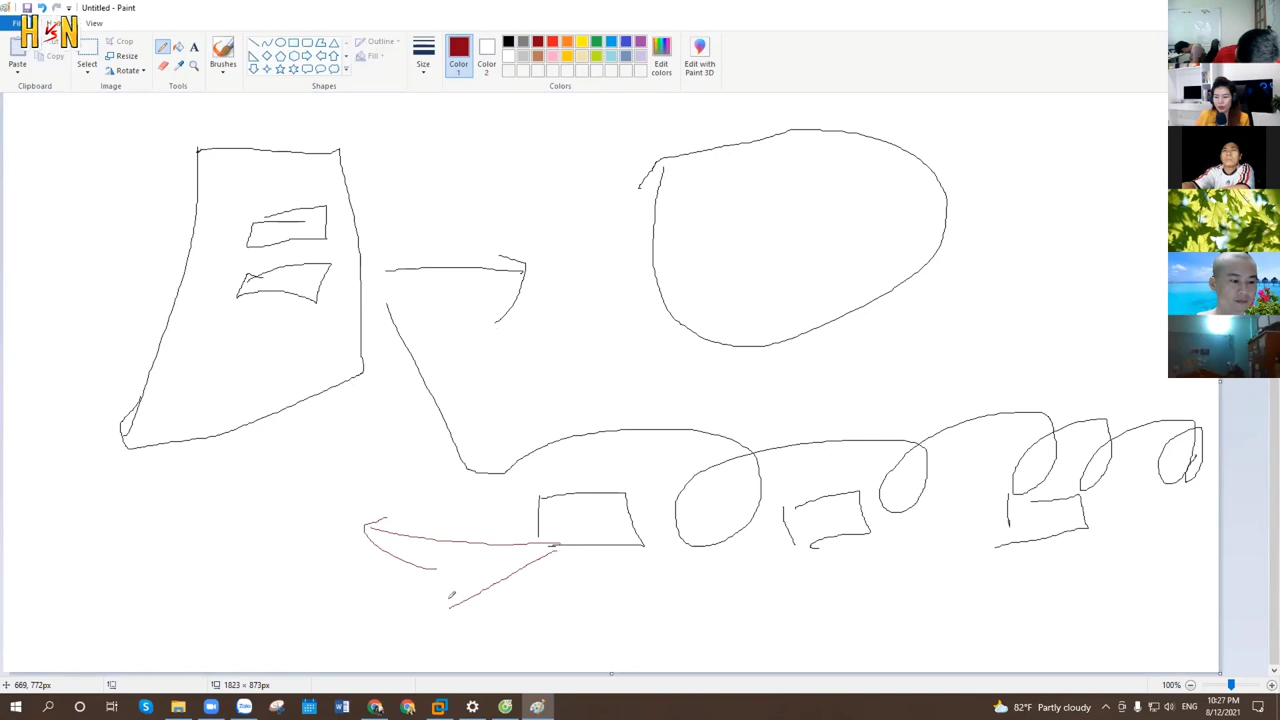 Untitled - Paint
View
HvsN
Paste
Copy
Clipboard
Select
Crop
Resize
Rotate
Image
A
Tools
Brushes
Outline
Fill
Shapes
Size
Color
1
Color
2
Edit
colors
Colors
Edit with
Paint 3D
669, 772px
1823 × 873px
100%
Zalo
82°F Partly cloudy
10:27 PM
8/12/2021